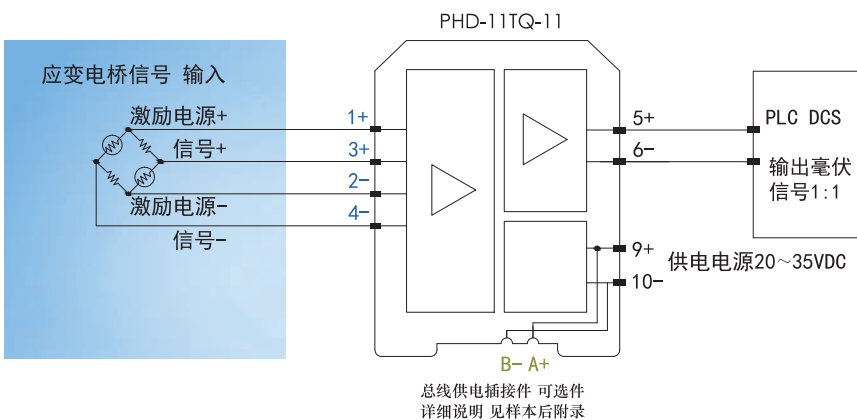 PHD-11TQ-11
应变电桥信号 输入
激励电源+
信号+
激励电源-
信号-
1+
3+
2-
4-
5+
6-
PLC DCS
输出毫伏
信号1:1
9+
10-
供电电源20~35VDC
B- A+
总线供电插接件 可选件
详细说明 见样本后附录